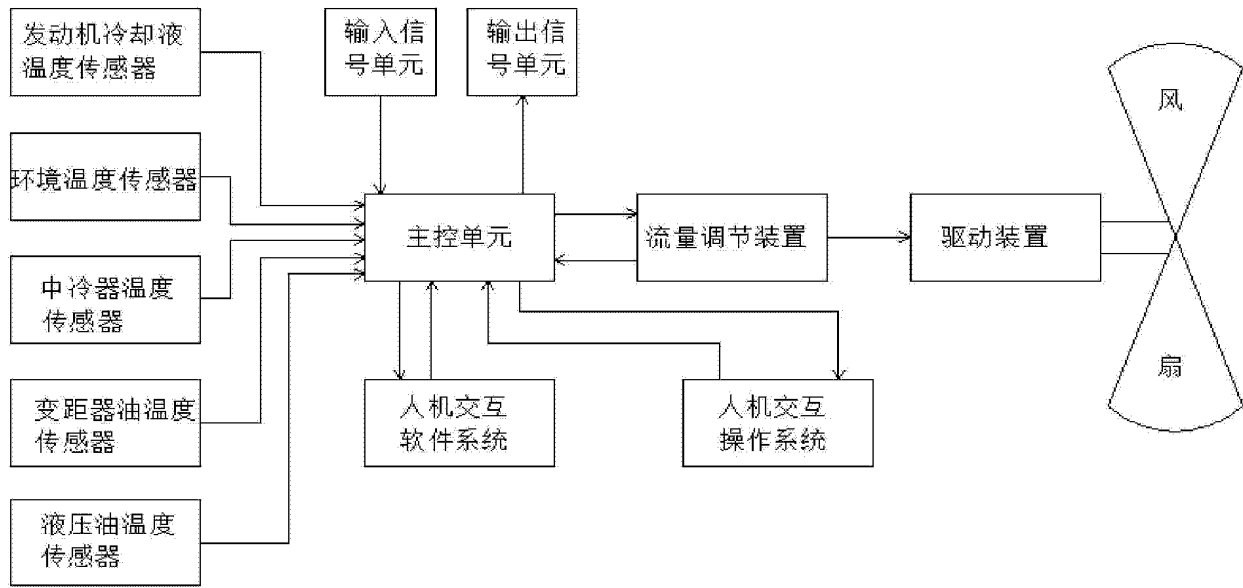 发动机冷却液
温度传感器
环境温度传感器
中冷器温度
传感器
变距器油温度
传感器
液压油温度
传感器
输入信
号单元
输出信
号单元
主控单元
流量调节装置
驱动装置
人机交互
软件系统
人机交互
操作系统
风
扇